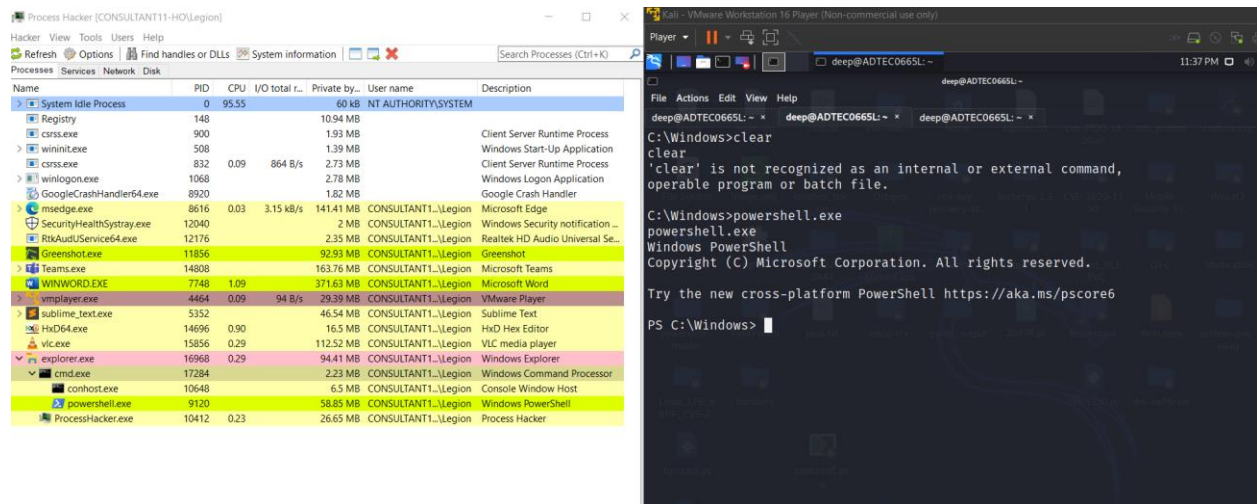 Process Hacker [CONSULTANT11-HO\Legion]
Hacker View Tools Users Help
Refresh Options Find handles or DLLs System information Search Processes (Ctrl+K)
Processes Services Network Disk
Name PID CPU I/O total r... Private by... User name Description
System Idle Process 0 95.55 60 kB NT AUTHORITY\SYSTEM
Registry 148 10.94 MB
csrss.exe 900 1.93 MB Client Server Runtime Process
wininit.exe 508 1.39 MB Windows Start-Up Application
csrss.exe 832 0.09 864 B/s 2.73 MB Client Server Runtime Process
winlogon.exe 1068 2.78 MB Windows Logon Application
GoogleCrashHandler64.exe 8920 1.82 MB Google Crash Handler
msedge.exe 8616 0.03 3.15 kB/s 141.41 MB CONSULTANT1...\Legion Microsoft Edge
SecurityHealthSystray.exe 12040 2 MB CONSULTANT1...\Legion Windows Security notification ...
RtkAudUService64.exe 12176 2.35 MB CONSULTANT1...\Legion Realtek HD Audio Universal Se...
Greenshot.exe 11856 92.93 MB CONSULTANT1...\Legion Greenshot
Teams.exe 14808 163.76 MB CONSULTANT1...\Legion Microsoft Teams
WINWORD.EXE 7748 1.09 371.63 MB CONSULTANT1...\Legion Microsoft Word
vmplayer.exe 4464 0.09 94 B/s 29.39 MB CONSULTANT1...\Legion VMware Player
sublime_text.exe 5352 46.54 MB CONSULTANT1...\Legion Sublime Text
HxD64.exe 14696 0.90 16.5 MB CONSULTANT1...\Legion HxD Hex Editor
vlc.exe 15856 0.29 112.52 MB CONSULTANT1...\Legion VLC media player
explorer.exe 16968 0.29 94.41 MB CONSULTANT1...\Legion Windows Explorer
cmd.exe 17284 2.23 MB CONSULTANT1...\Legion Windows Command Processor
conhost.exe 10648 6.5 MB CONSULTANT1...\Legion Console Window Host
powershell.exe 9120 58.85 MB CONSULTANT1...\Legion Windows PowerShell
ProcessHacker.exe 10412 0.23 26.65 MB CONSULTANT1...\Legion Process Hacker
Kali - VMware Workstation 16 Player (Non-commercial use only)
Player
deep@ADTEC0665L: ~ 11:37 PM
deep@ADTEC0665L: ~
File Actions Edit View Help
deep@ADTEC0665L: ~ × deep@ADTEC0665L: ~ × deep@ADTEC0665L: ~ ×
C:\Windows>clear
clear
'clear' is not recognized as an internal or external command,
operable program or batch file.
C:\Windows>powershell.exe
powershell.exe
Windows PowerShell
Copyright (C) Microsoft Corporation. All rights reserved.
Try the new cross-platform PowerShell https://aka.ms/pscore6
PS C:\Windows>